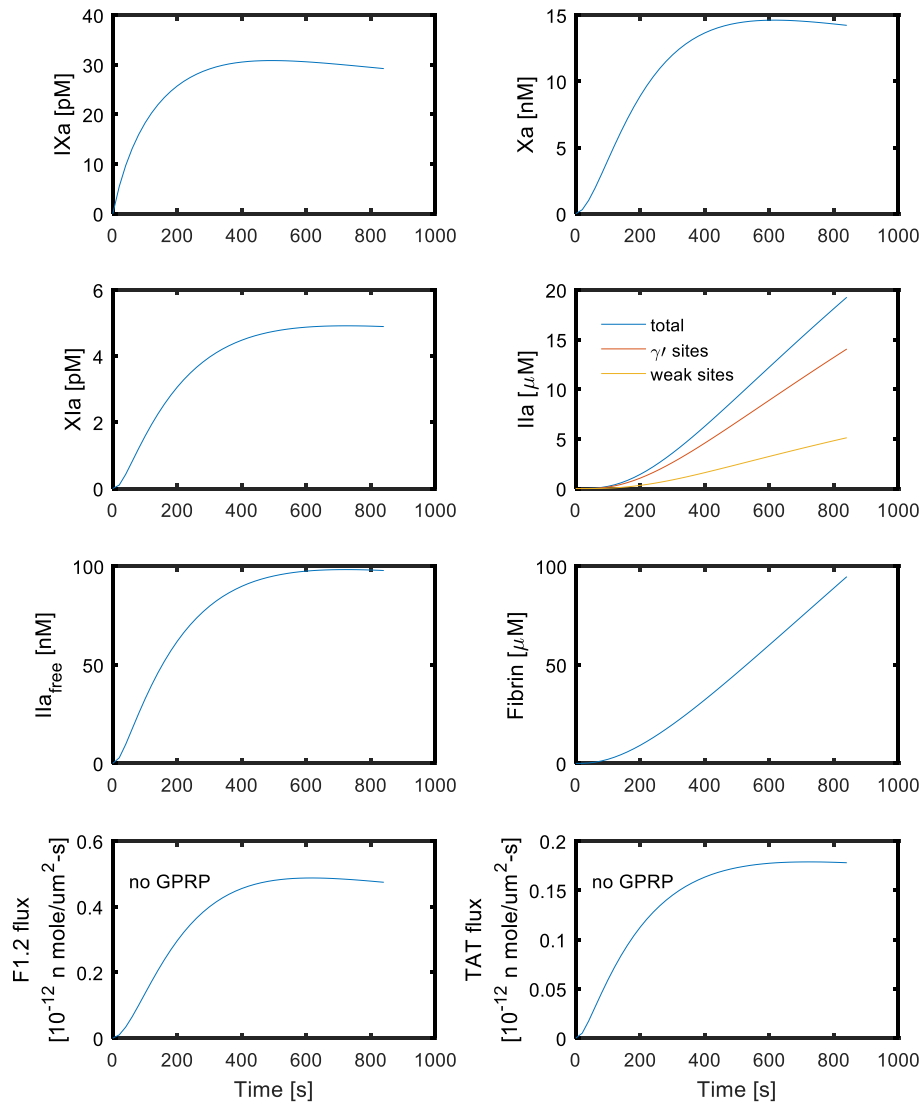 40
30
20
10
0
IXa [pM]
0 200 400 600 800 1000
15
10
5
0
Xa [nM]
0 200 400 600 800 1000
6
4
2
0
XIa [pM]
0 200 400 600 800 1000
20
15
10
5
0
IIa [μM]
total
γ′ sites
weak sites
0 200 400 600 800 1000
100
50
0
IIa_free [nM]
0 200 400 600 800 1000
100
50
0
Fibrin [μM]
0 200 400 600 800 1000
0.6
0.4
0.2
0
F1.2 flux
[10^-12 n mole/um^2-s]
no GPRP
0 200 400 600 800 1000
Time [s]
0.2
0.15
0.1
0.05
0
TAT flux
[10^-12 n mole/um^2-s]
no GPRP
0 200 400 600 800 1000
Time [s]